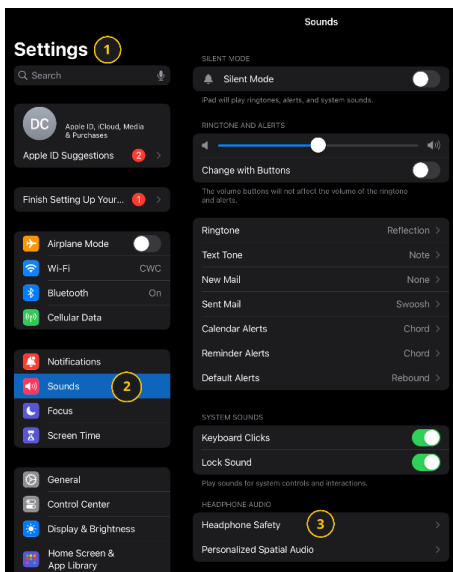 Sounds
Settings 1
Search
DC
Apple ID, iCloud, Media
& Purchases
Apple ID Suggestions 2
Finish Setting Up Your... 1
Airplane Mode
Wi-Fi CWC
Bluetooth On
Cellular Data
Notifications
Sounds 2
Focus
Screen Time
General
Control Center
Display & Brightness
Home Screen &
App Library
SILENT MODE
Silent Mode
iPad will play ringtones, alerts, and system sounds.
RINGTONE AND ALERTS
Change with Buttons
The volume buttons will not affect the volume of the ringtone
and alerts.
Ringtone Reflection
Text Tone Note
New Mail None
Sent Mail Swoosh
Calendar Alerts Chord
Reminder Alerts Chord
Default Alerts Rebound
SYSTEM SOUNDS
Keyboard Clicks
Lock Sound
Play sounds for system controls and interactions.
HEADPHONE AUDIO
Headphone Safety 3
Personalized Spatial Audio